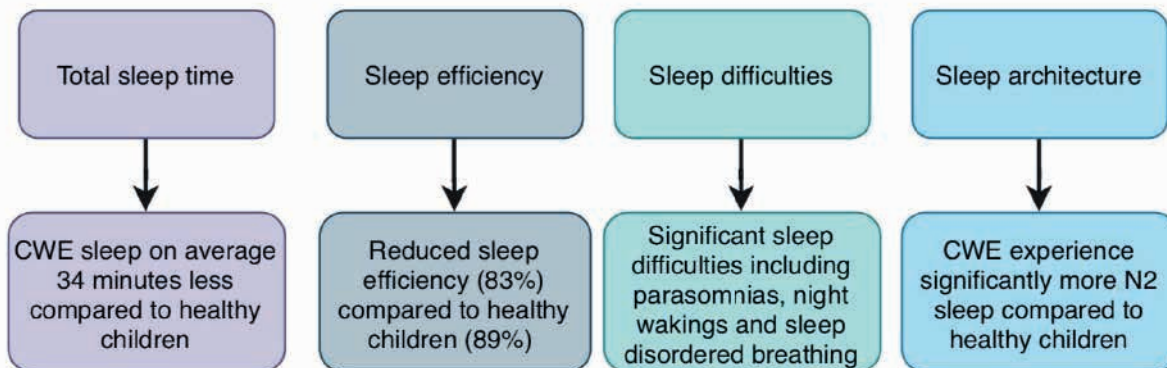 Total sleep time
Sleep efficiency
Sleep difficulties
Sleep architecture
CWE sleep on average
34 minutes less
compared to healthy
children
Reduced sleep
efficiency (83%)
compared to healthy
children (89%)
Significant sleep
difficulties including
parasomnias, night
wakings and sleep
disordered breathing
CWE experience
significantly more N2
sleep compared to
healthy children